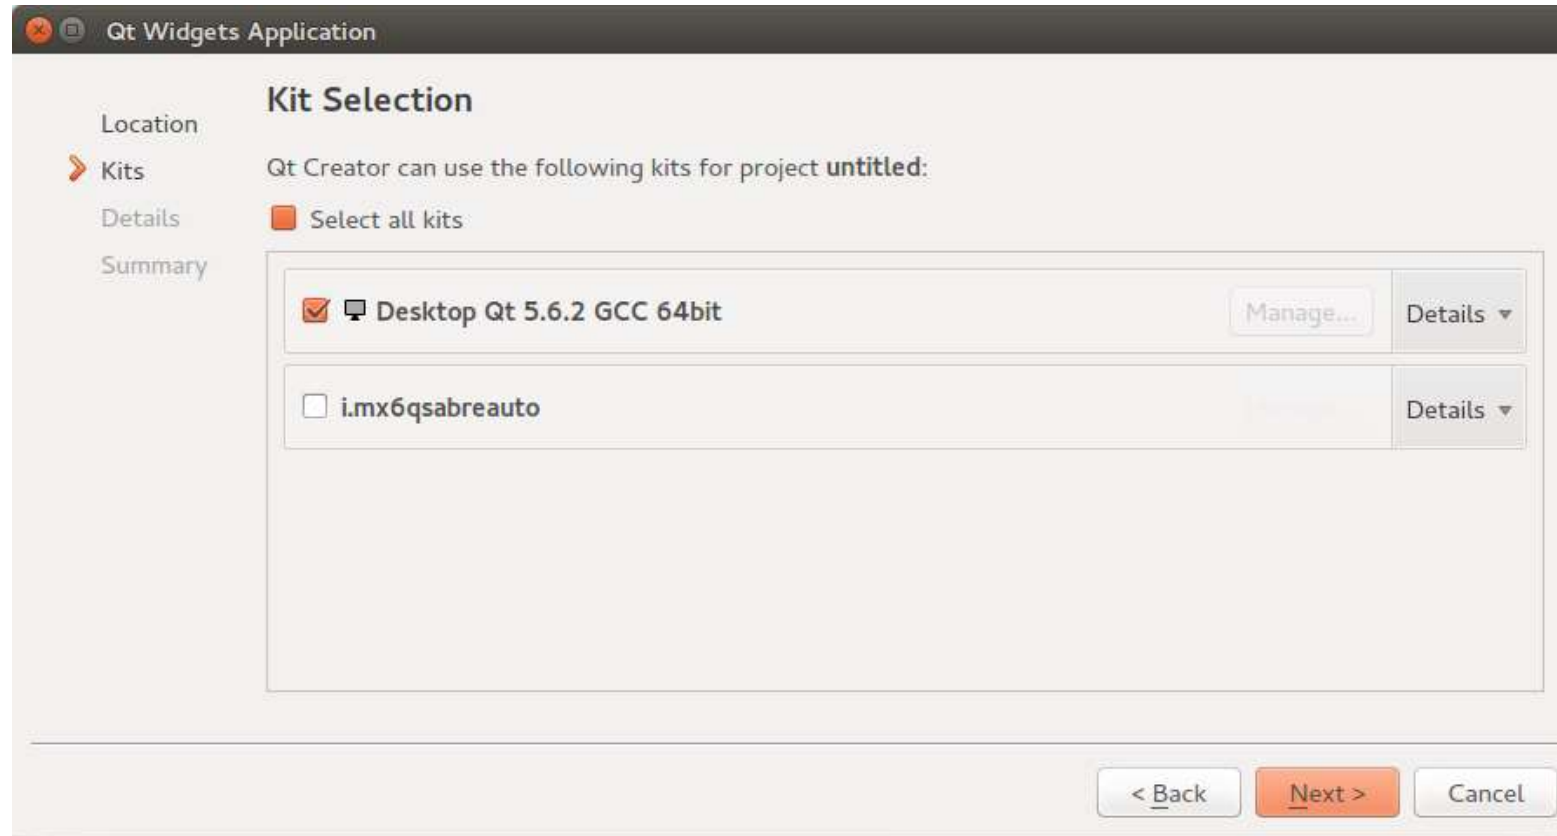 Qt Widgets Application
Location
Kits
Details
Summary
Kit Selection
Qt Creator can use the following kits for project untitled:
Select all kits
Desktop Qt 5.6.2 GCC 64bit
Manage...
Details
i.mx6qsabreauto
Details
< Back
Next >
Cancel